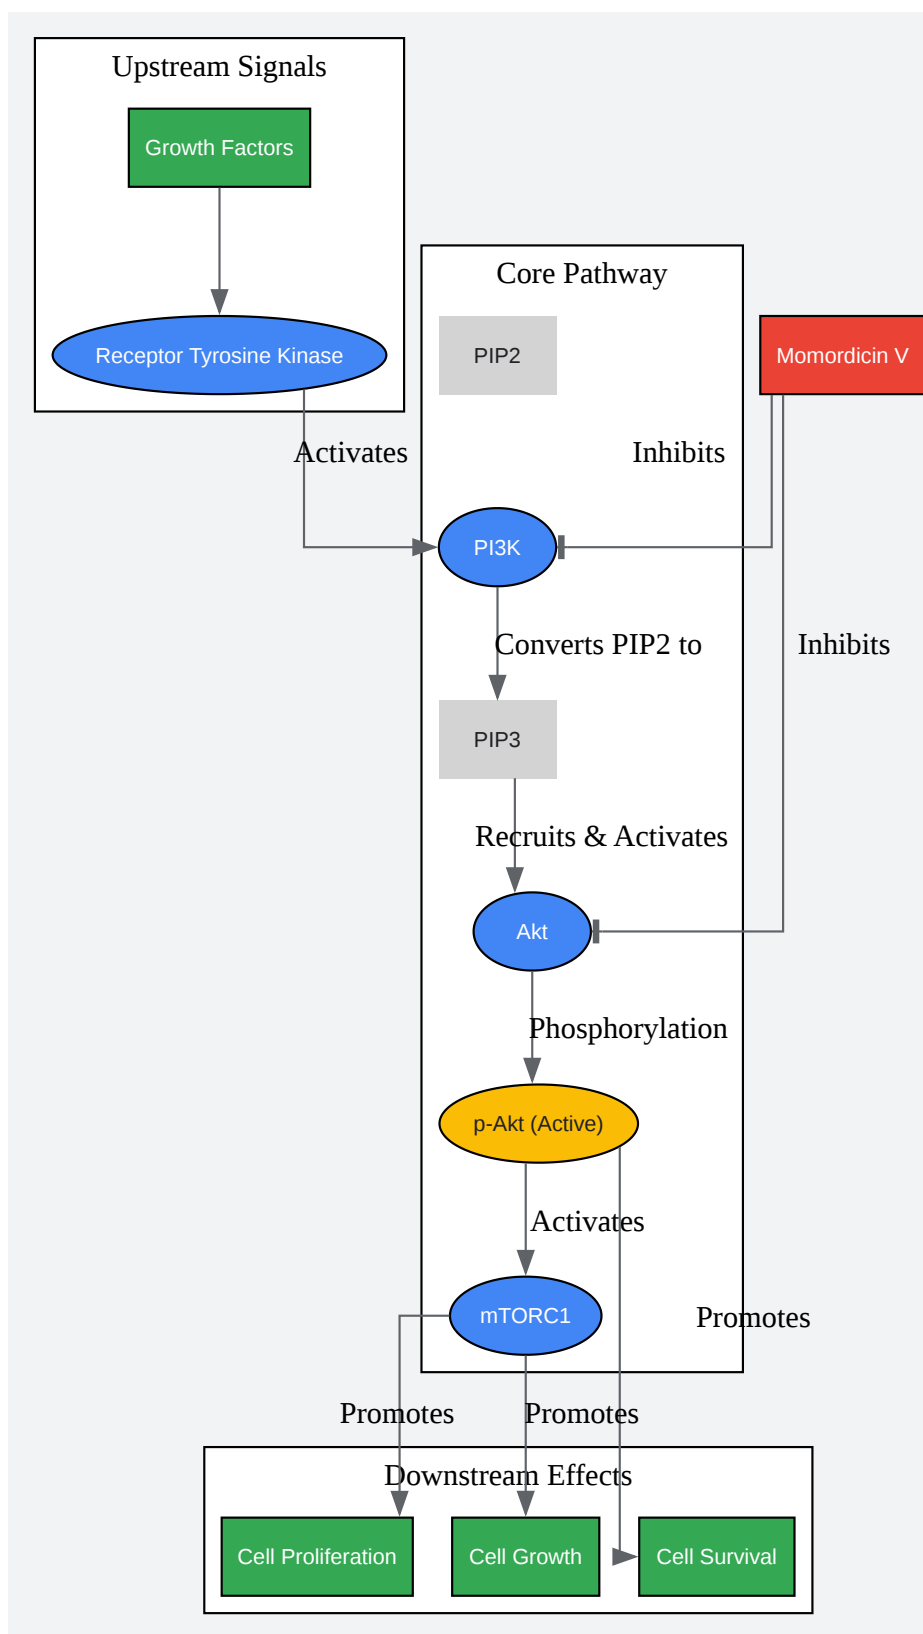 Upstream Signals
Growth Factors
Receptor Tyrosine Kinase
Activates
Core Pathway
PIP2
Momordicin V
Inhibits
PI3K
Converts PIP2 to
Inhibits
PIP3
Recruits & Activates
Akt
Phosphorylation
p-Akt (Active)
Activates
mTORC1
Promotes
Promotes
Promotes
Downstream Effects
Cell Proliferation
Cell Growth
Cell Survival